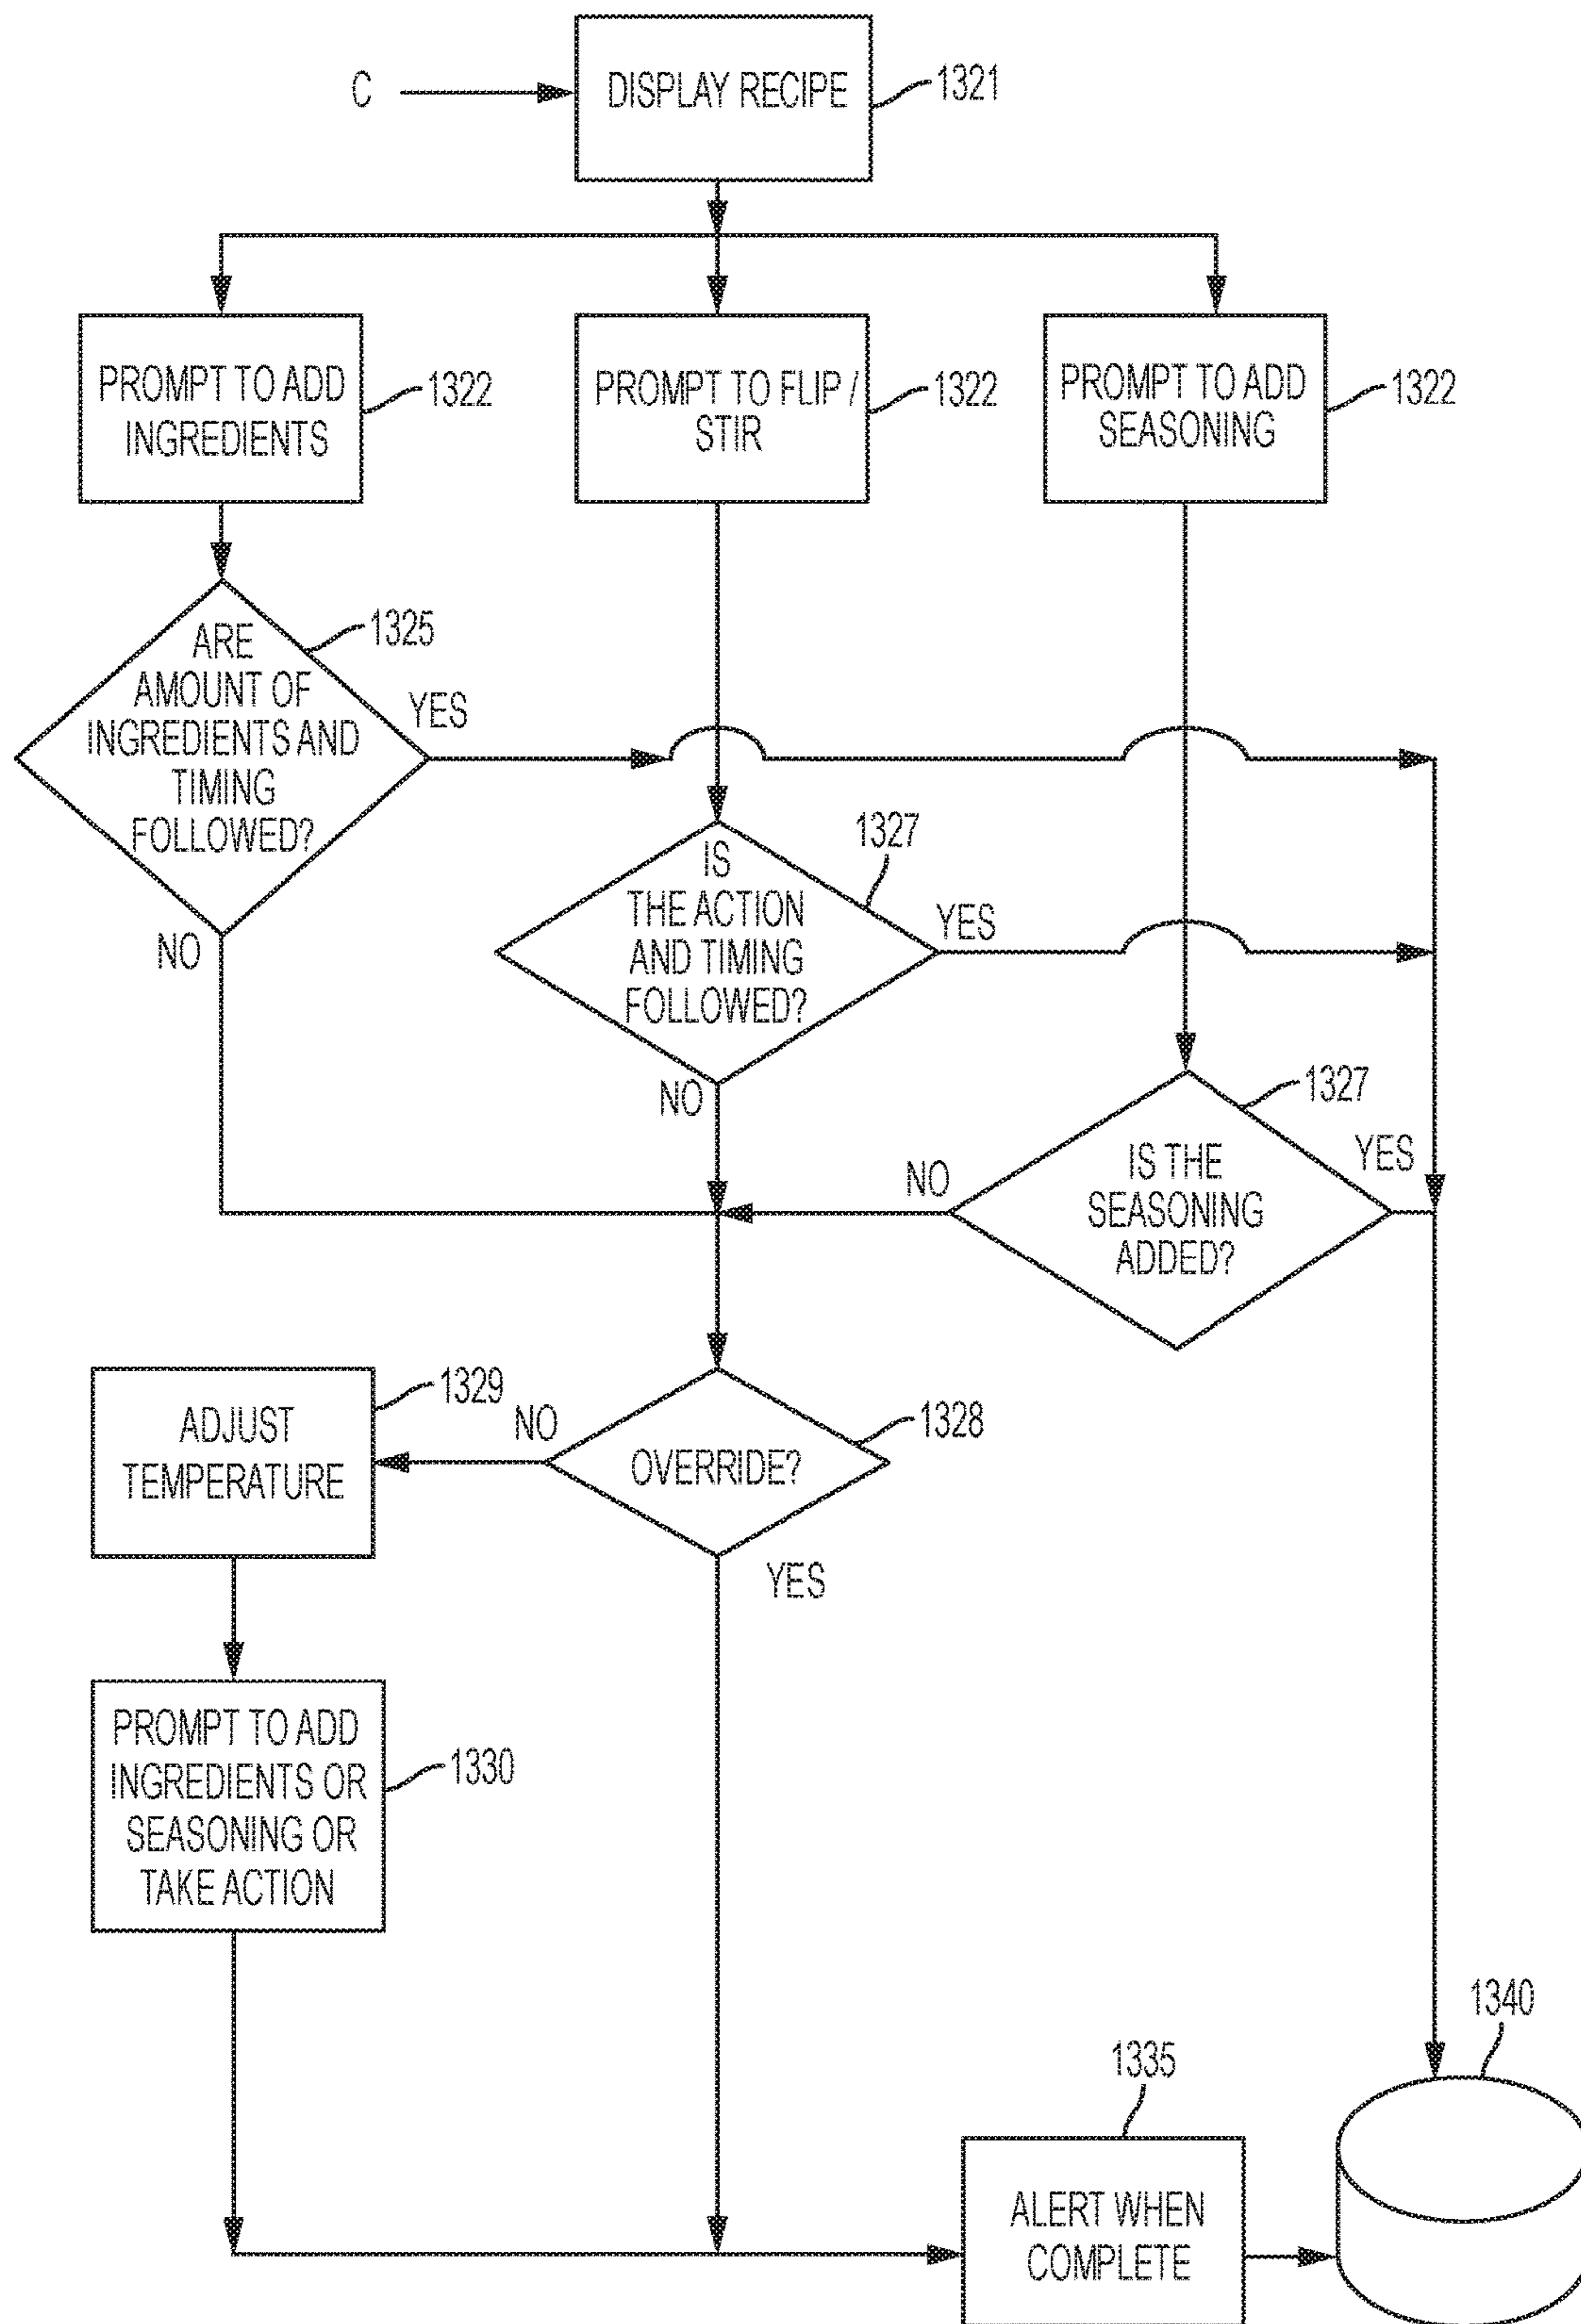 C
DISPLAY RECIPE
1321
PROMPT TO ADD
INGREDIENTS
1322
PROMPT TO FLIP /
STIR
1322
PROMPT TO ADD
SEASONING
1322
ARE
AMOUNT OF
INGREDIENTS AND
TIMING
FOLLOWED?
1325
YES
NO
IS
THE ACTION
AND TIMING
FOLLOWED?
1327
YES
NO
IS THE
SEASONING
ADDED?
1327
NO
YES
OVERRIDE?
1328
NO
YES
ADJUST
TEMPERATURE
1329
PROMPT TO ADD
INGREDIENTS OR
SEASONING OR
TAKE ACTION
1330
ALERT WHEN
COMPLETE
1335
1340